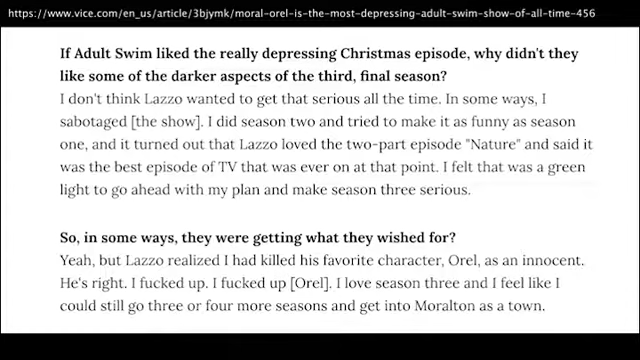 https://www.vice.com/en_us/article/3bjymk/moral-orel-is-the-most-depressing-adult-swim-show-of-all-time-456
If Adult Swim liked the really depressing Christmas episode, why didn't they
like some of the darker aspects of the third, final season?
I don't think Lazzo wanted to get that serious all the time. In some ways, I
sabotaged [the show]. I did season two and tried to make it as funny as season
one, and it turned out that Lazzo loved the two-part episode "Nature" and said it
was the best episode of TV that was ever on at that point. I felt that was a green
light to go ahead with my plan and make season three serious.
So, in some ways, they were getting what they wished for?
Yeah, but Lazzo realized I had killed his favorite character, Orel, as an innocent.
He's right. I fucked up. I fucked up [Orel]. I love season three and I feel like I
could still go three or four more seasons and get into Moralton as a town.